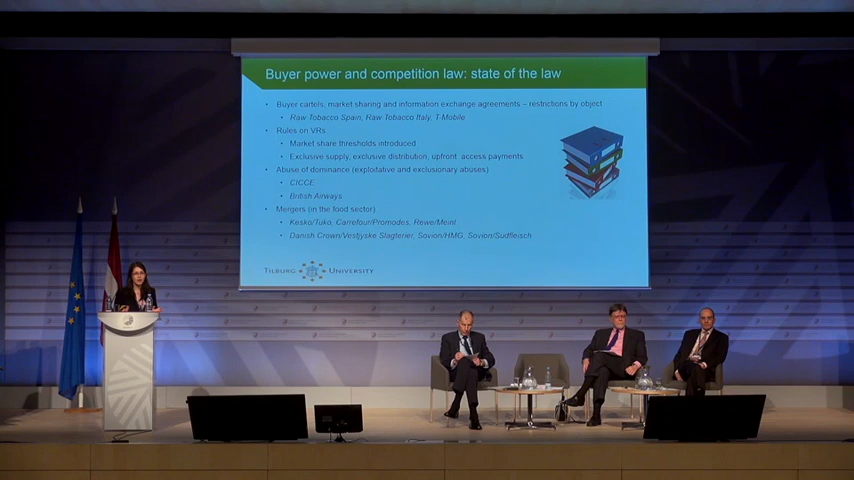 Buyer power and competition law: state of the law
• Buyer cartels, market sharing and information exchange agreements – restrictions by object
• Raw Tobacco Spain, Raw Tobacco Italy, T-Mobile
• Rules on VRs
• Market share thresholds introduced
• Exclusive supply, exclusive distribution, upfront access payments
• Abuse of dominance (exploitative and exclusionary abuses)
• CICCE
• British Airways
• Mergers (in the food sector)
• Kesko/Tuko, Carrefour/Promodes, Rewe/Meinl
• Danish Crown/Vestjyske Slagterier, Sovion/HMG, Sovion/Südfleisch
TILBURG UNIVERSITY